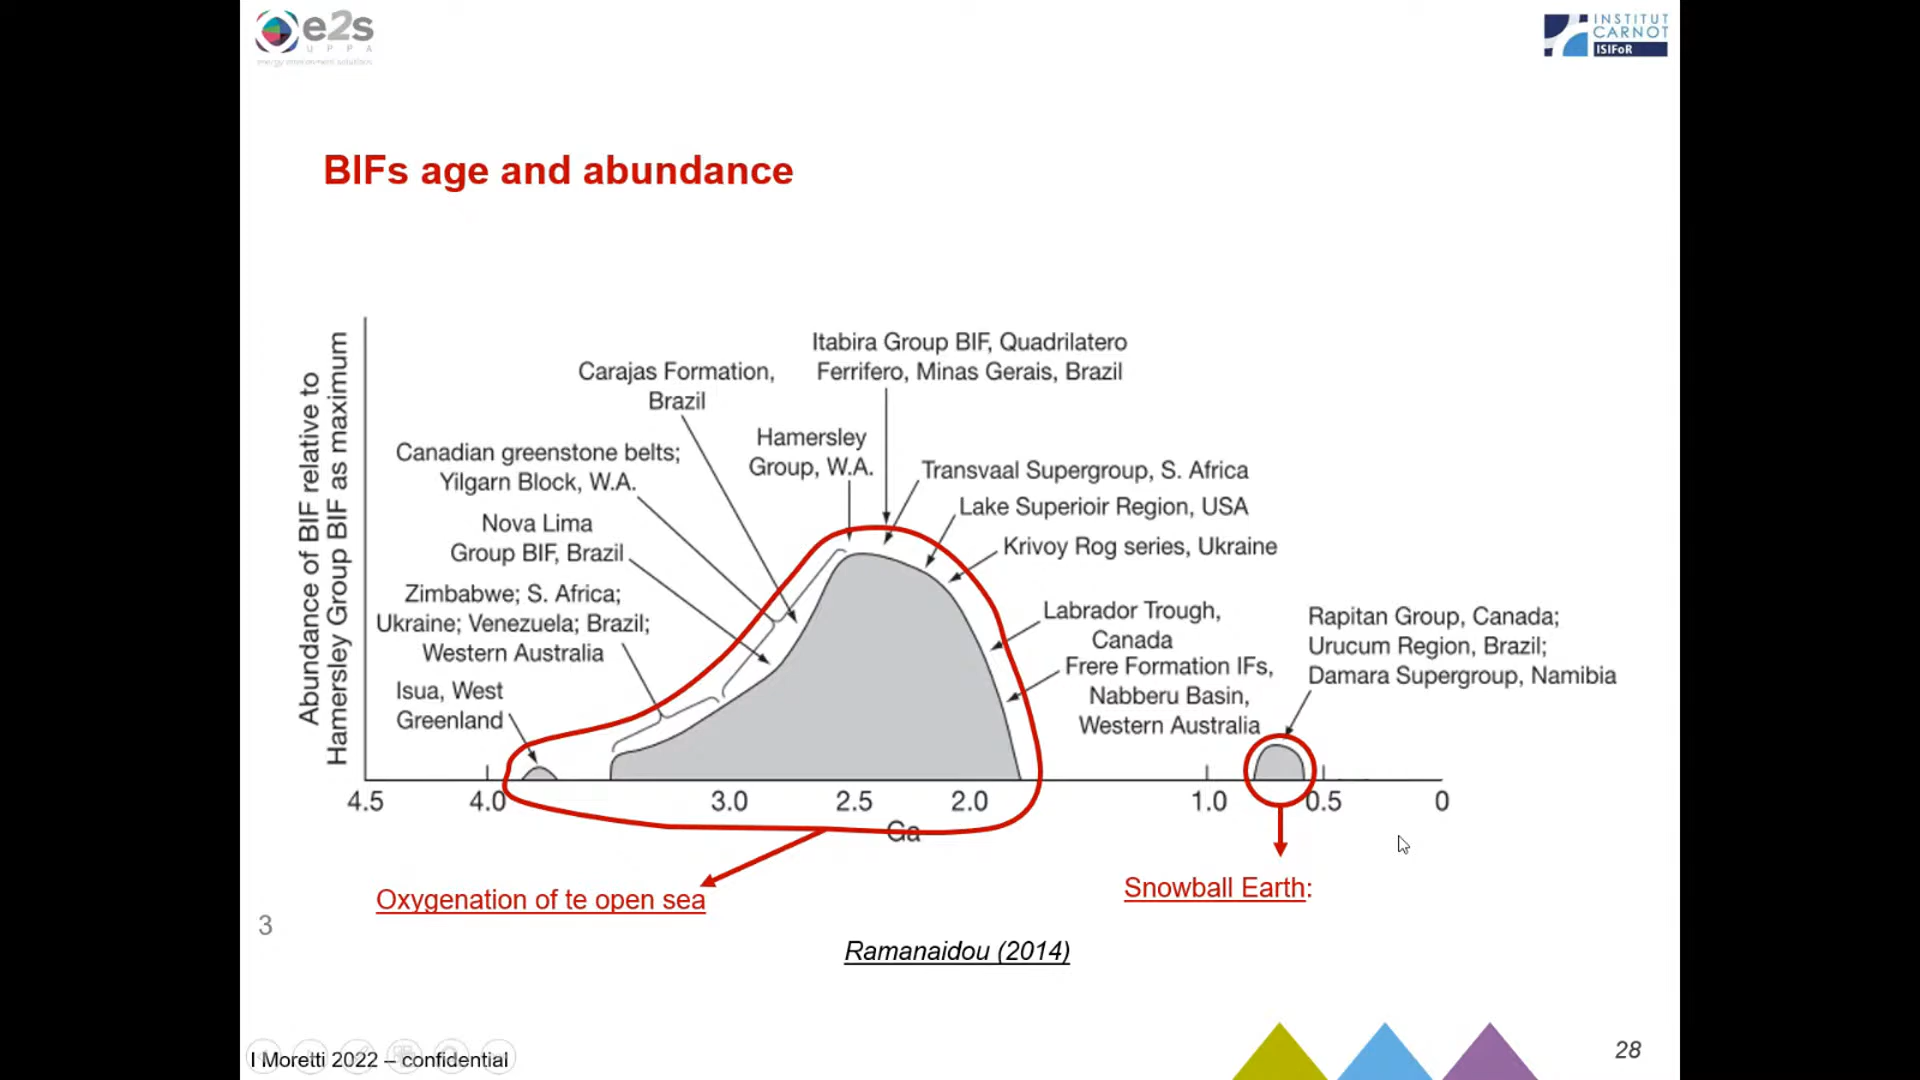 e2s
UPPA
energy environment solutions
INSTITUT
CARNOT
ISIFoR
BIFs age and abundance
Abundance of BIF relative to
Hamersley Group BIF as maximum
Itabira Group BIF, Quadrilatero
Ferrifero, Minas Gerais, Brazil
Carajas Formation,
Brazil
Hamersley
Group, W.A.
Canadian greenstone belts;
Yilgarn Block, W.A.
Transvaal Supergroup, S. Africa
Lake Superioir Region, USA
Nova Lima
Group BIF, Brazil
Krivoy Rog series, Ukraine
Zimbabwe; S. Africa;
Ukraine; Venezuela; Brazil;
Western Australia
Labrador Trough,
Canada
Rapitan Group, Canada;
Urucum Region, Brazil;
Damara Supergroup, Namibia
Frere Formation IFs,
Nabberu Basin,
Western Australia
Isua, West
Greenland
4.5 4.0 3.0 2.5 2.0 1.0 0.5 0
Ga
Oxygenation of te open sea
Snowball Earth:
3
Ramanaidou (2014)
I Moretti 2022 – confidential
28